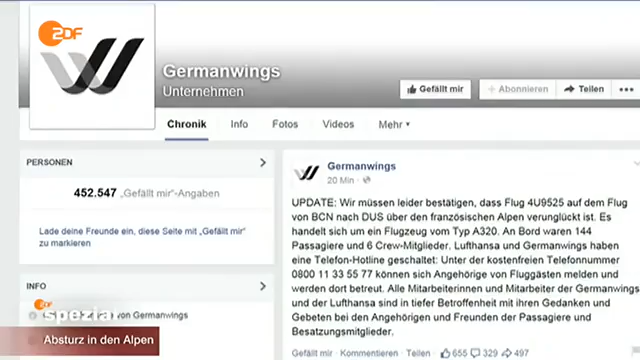 ZDF
Germanwings
Unternehmen
Gefällt mir
Abonnieren
Teilen
Chronik
Info
Fotos
Videos
Mehr
PERSONEN
452.547 „Gefällt mir"-Angaben
Lade deine Freunde ein, diese Seite mit „Gefällt mir"
zu markieren
INFO
Germanwings
20 Min
UPDATE: Wir müssen leider bestätigen, dass Flug 4U9525 auf dem Flug
von BCN nach DUS über den französischen Alpen verunglückt ist. Es
handelt sich um ein Flugzeug vom Typ A320. An Bord waren 144
Passagiere und 6 Crew-Mitglieder. Lufthansa und Germanwings haben
eine Telefon-Hotline geschaltet: Unter der kostenfreien Telefonnummer
0800 11 33 55 77 können sich Angehörige von Fluggästen melden und
werden dort betreut. Alle Mitarbeiterinnen und Mitarbeiter der Germanwings
und der Lufthansa sind in tiefer Betroffenheit mit ihren Gedanken und
Gebeten bei den Angehörigen und Freunden der Passagiere und
Besatzungsmitglieder.
Gefällt mir · Kommentieren · Teilen · 655 329 497
ZDF
spezial
von Germanwings
Absturz in den Alpen